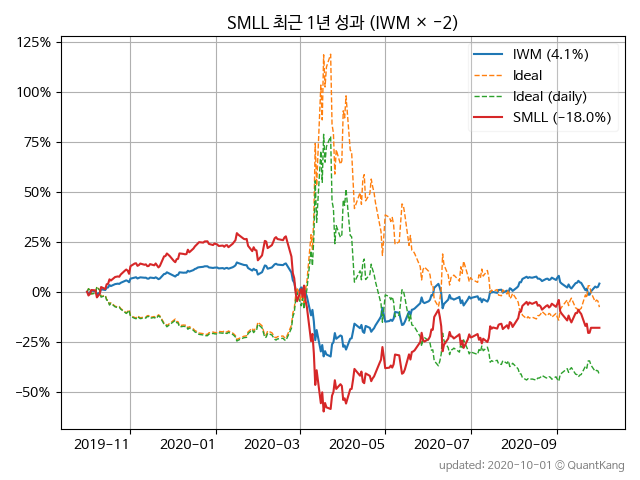 SMLL 최근 1년 성과 (IWM × −2)
125%
100%
75%
50%
25%
0%
−25%
−50%
IWM (4.1%)
Ideal
Ideal (daily)
SMLL (−18.0%)
2019-11
2020-01
2020-03
2020-05
2020-07
2020-09
updated: 2020-10-01 © QuantKang